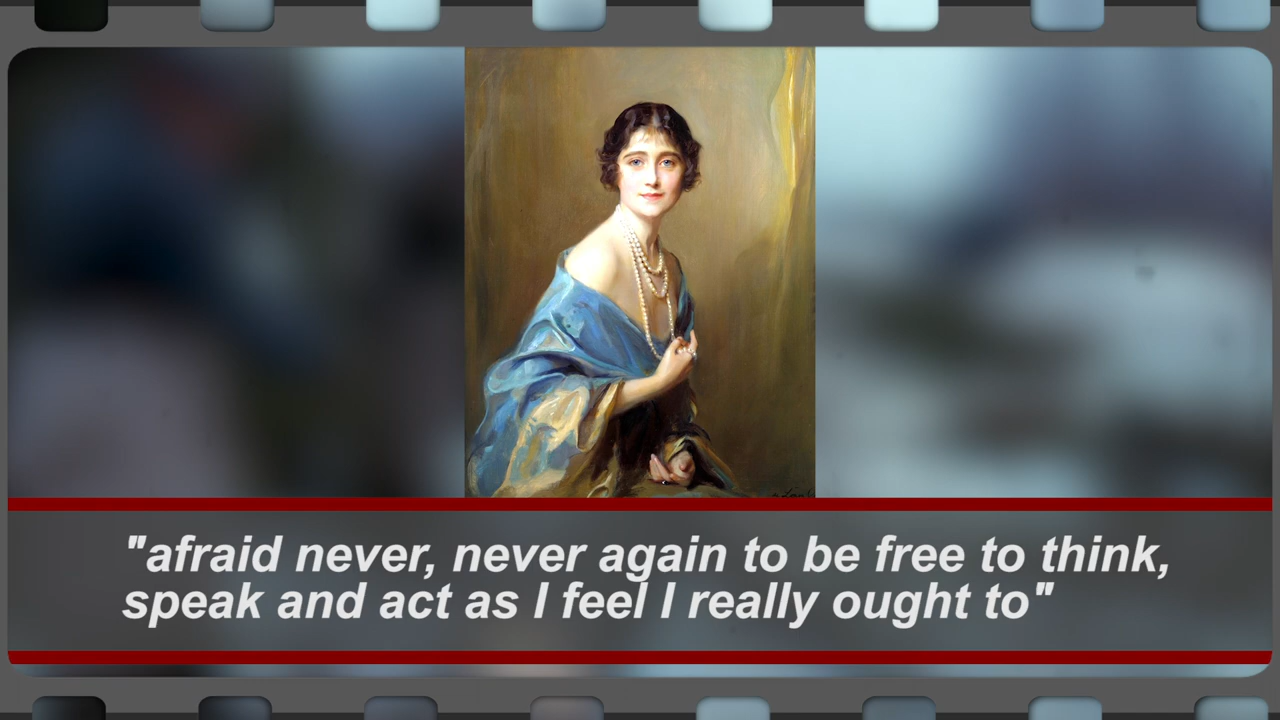 "afraid never, never again to be free to think,
speak and act as I feel I really ought to"